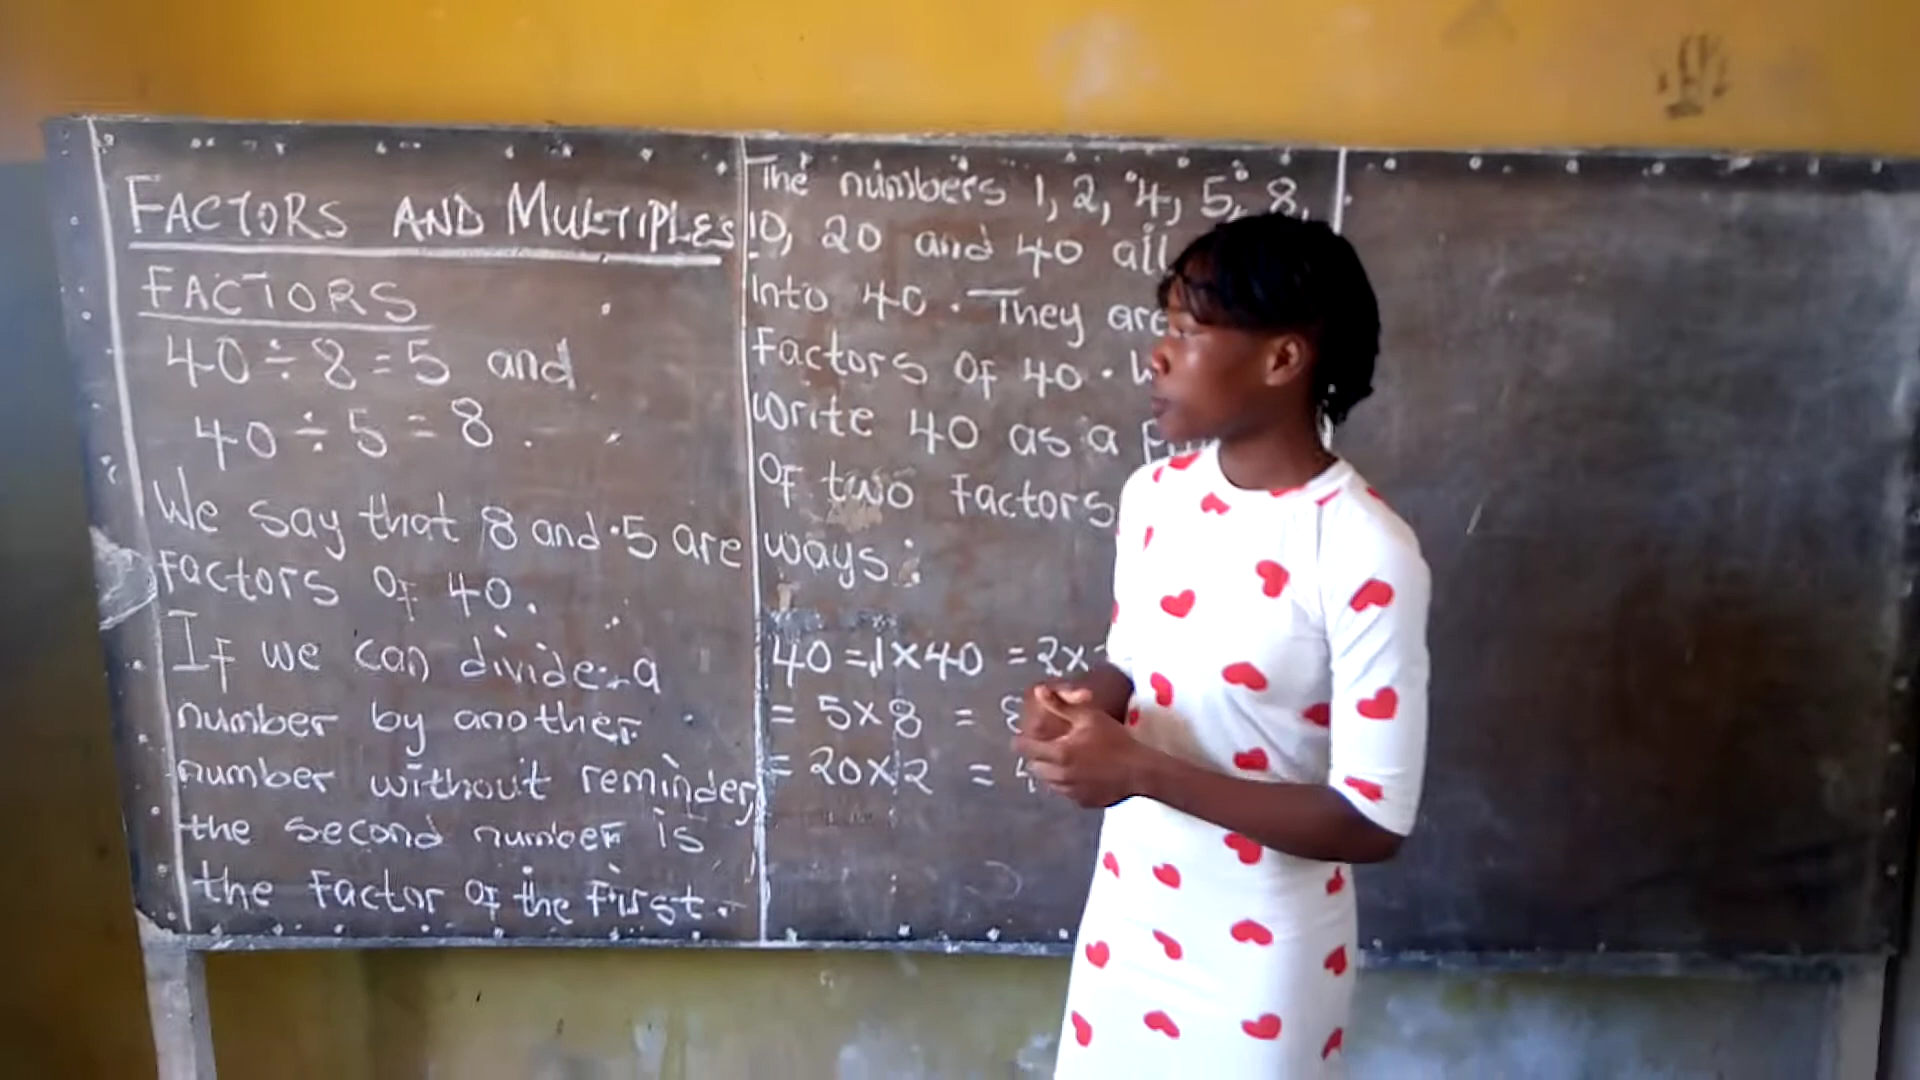 FACTORS AND MULTIPLES
FACTORS
40 ÷ 8 = 5 and
40 ÷ 5 = 8 .
We say that 8 and 5 are
factors of 40.
If we can divide a
number by another
number without reminder,
the second number is
the factor of the first.
The numbers 1, 2, 4, 5, 8,
10, 20 and 40 all
into 40. They are
factors of 40.
write 40 as a
of two factors
ways:
40 = 1 × 40 = 2 ×
= 5 × 8 =
= 20 × 2 =